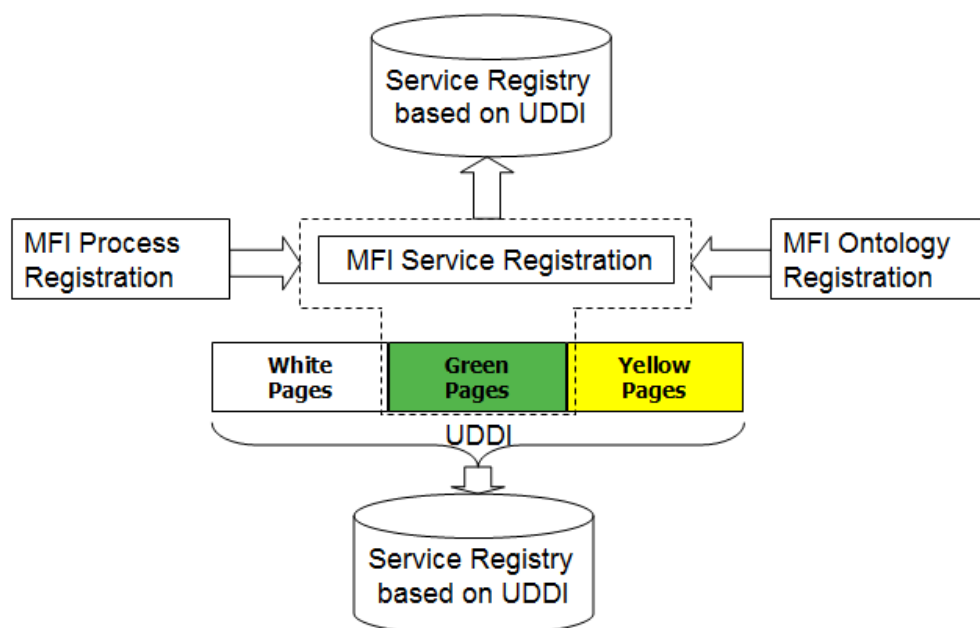 Service Registry
based on UDDI
MFI Process
Registration
MFI Service Registration
MFI Ontology
Registration
White
Pages
Green
Pages
Yellow
Pages
UDDI
Service Registry
based on UDDI